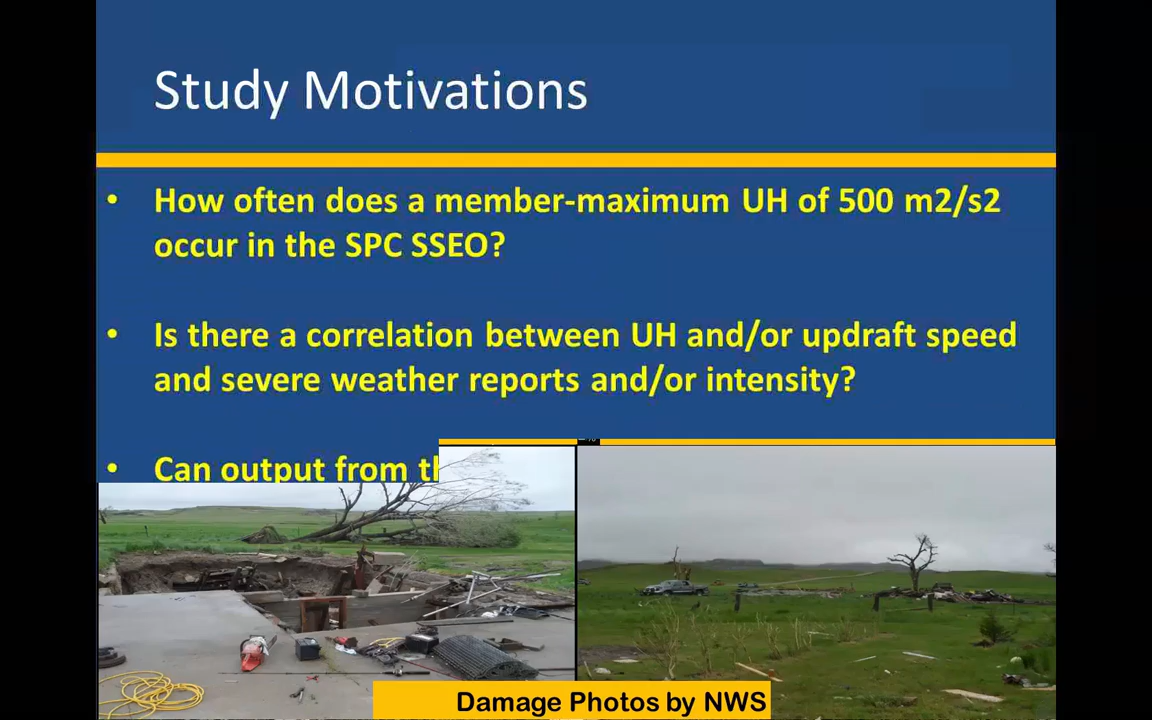 Study Motivations
• How often does a member-maximum UH of 500 m2/s2
occur in the SPC SSEO?
• Is there a correlation between UH and/or updraft speed
and severe weather reports and/or intensity?
• Can output from
Damage Photos by NWS